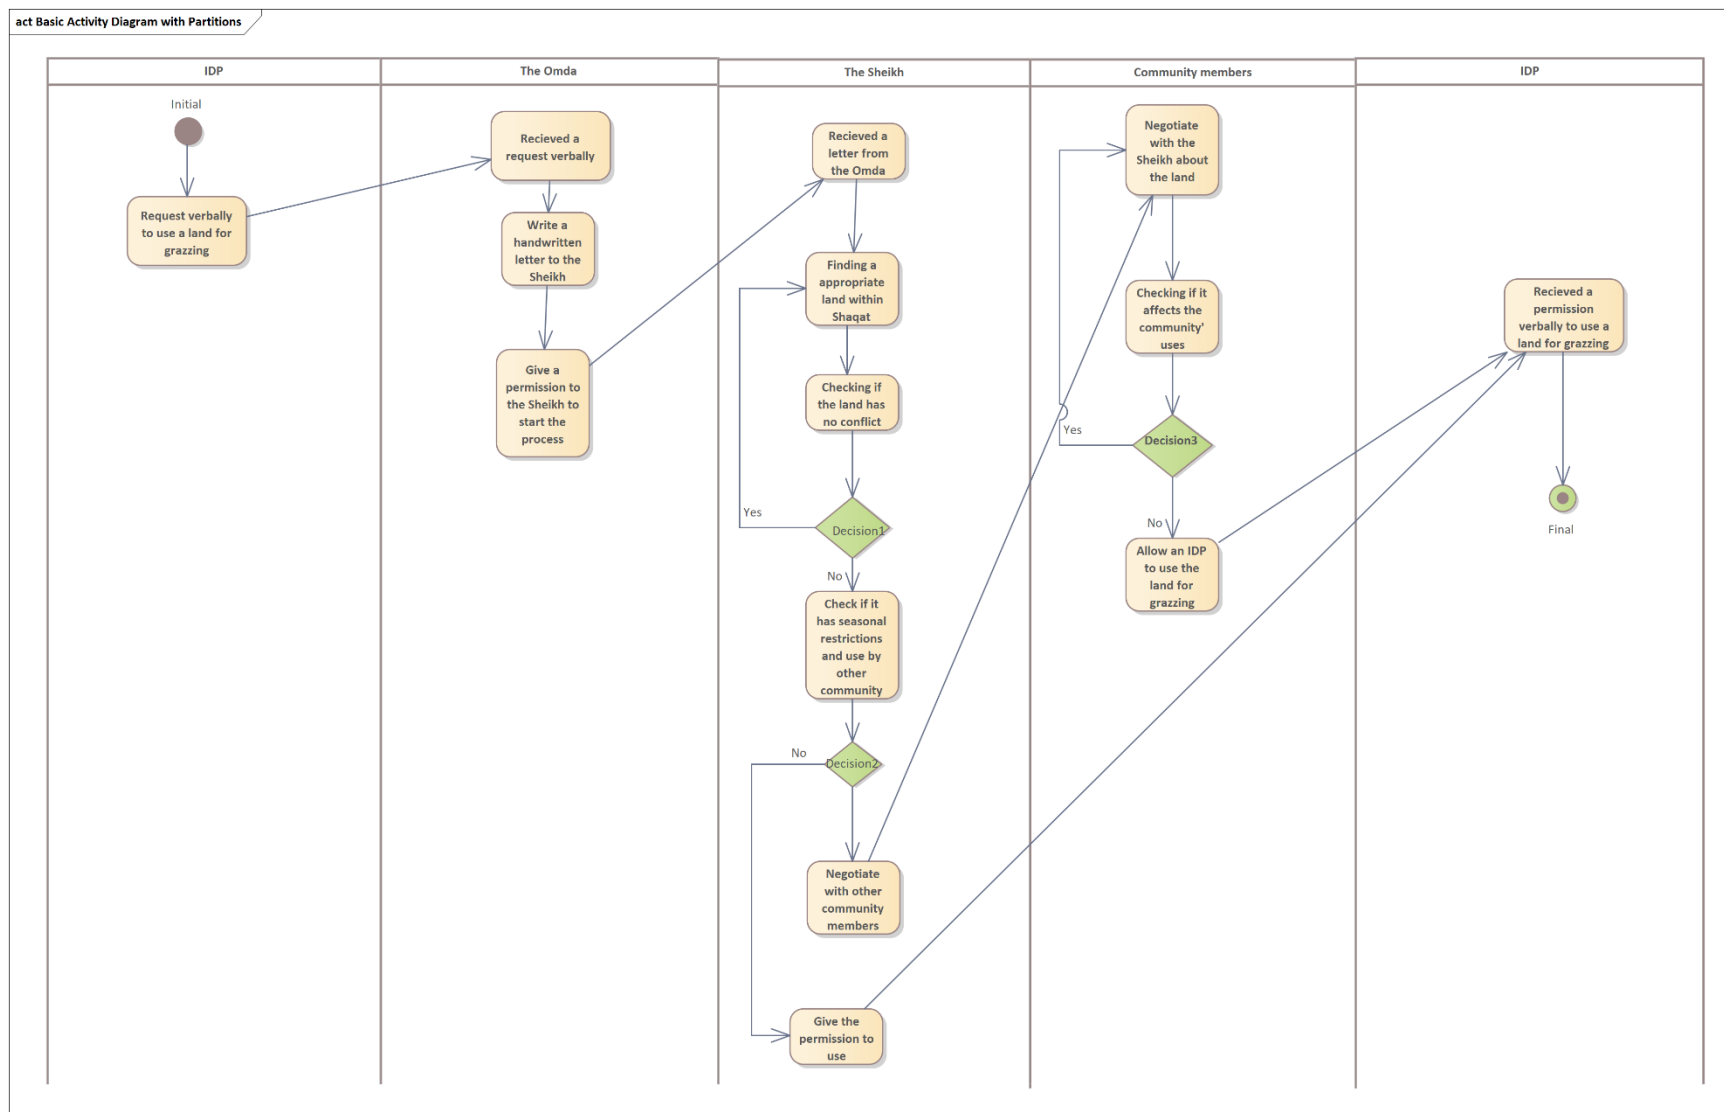 act Basic Activity Diagram with Partitions
IDP
The Omda
The Sheikh
Community members
IDP
Initial
Request verbally
to use a land for
grazzing
Recieved a
request verbally
Write a
handwritten
letter to the
Sheikh
Give a
permission to
the Sheikh to
start the
process
Recieved a
letter from
the Omda
Finding a
appropriate
land within
Shaqat
Checking if
the land has
no conflict
Yes
Decision1
No
Check if it
has seasonal
restrictions
and use by
other
community
No
Decision2
Negotiate
with other
community
members
Give the
permission to
use
Negotiate
with the
Sheikh about
the land
Checking if it
affects the
community'
uses
Yes
Decision3
No
Allow an IDP
to use the
land for
grazzing
Recieved a
permission
verbally to use a
land for grazzing
Final